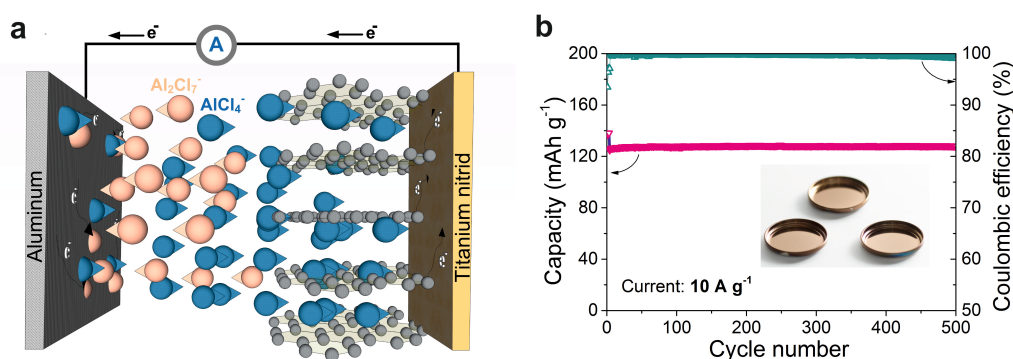 a
e⁻
e⁻
A
Al₂Cl₇⁻
AlCl₄⁻
Aluminum
Titanium nitrid
e⁻
e⁻
e⁻
e⁻
e⁻
e⁻
b
200
160
120
80
40
0
Capacity (mAh g⁻¹)
100
90
80
70
60
50
Coulombic efficiency (%)
Current: 10 A g⁻¹
0
100
200
300
400
500
Cycle number